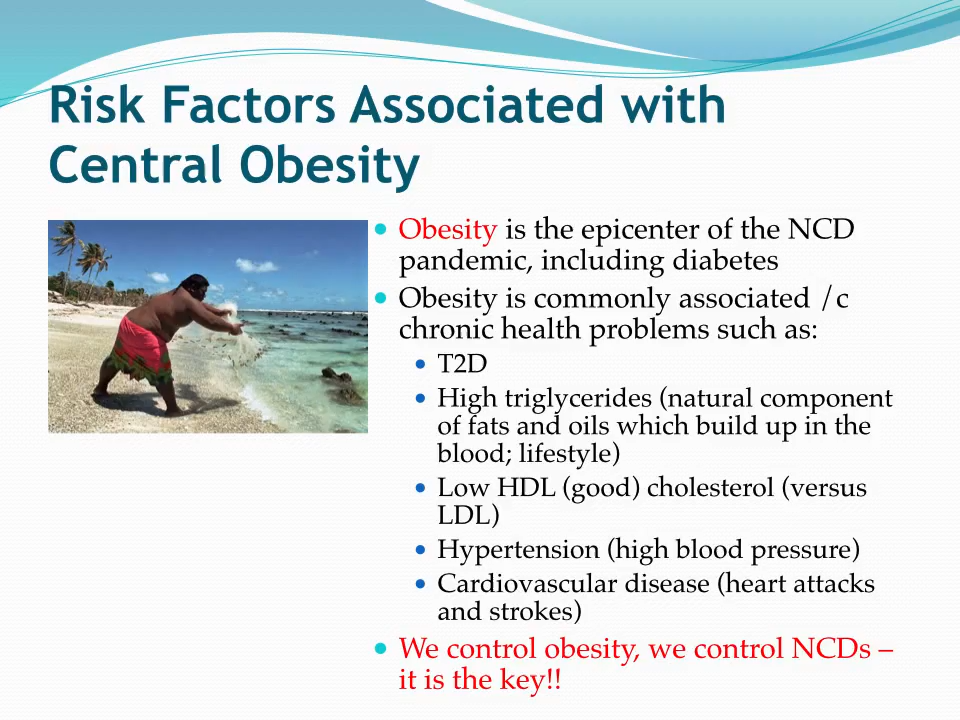 Risk Factors Associated with
Central Obesity
Obesity is the epicenter of the NCD
pandemic, including diabetes
Obesity is commonly associated /c
chronic health problems such as:
T2D
High triglycerides (natural component
of fats and oils which build up in the
blood; lifestyle)
Low HDL (good) cholesterol (versus
LDL)
Hypertension (high blood pressure)
Cardiovascular disease (heart attacks
and strokes)
We control obesity, we control NCDs –
it is the key!!